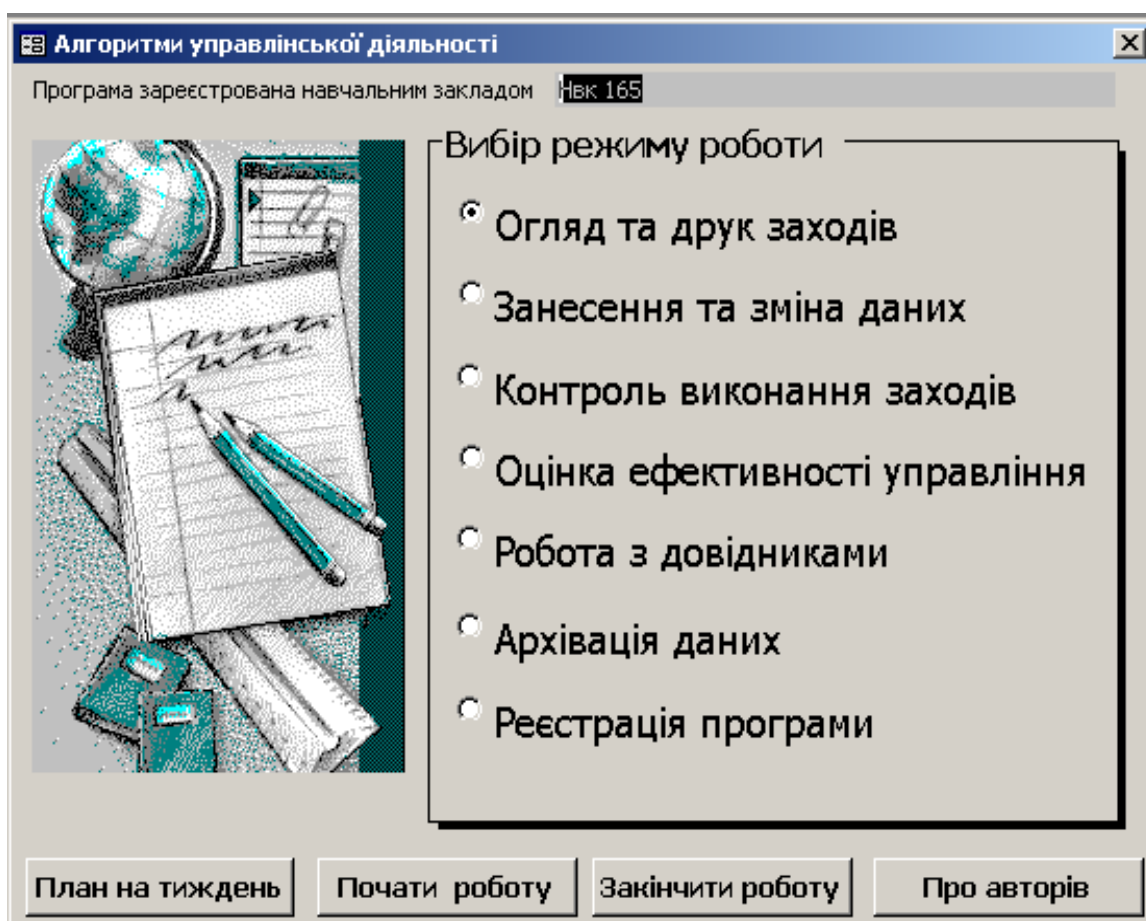 Алгоритми управлінської діяльності
Програма зареєстрована навчальним закладом Нвк 165
Вибір режиму роботи
Огляд та друк заходів
Занесення та зміна даних
Контроль виконання заходів
Оцінка ефективності управління
Робота з довідниками
Архівація даних
Реєстрація програми
План на тиждень Почати роботу Закінчити роботу Про авторів